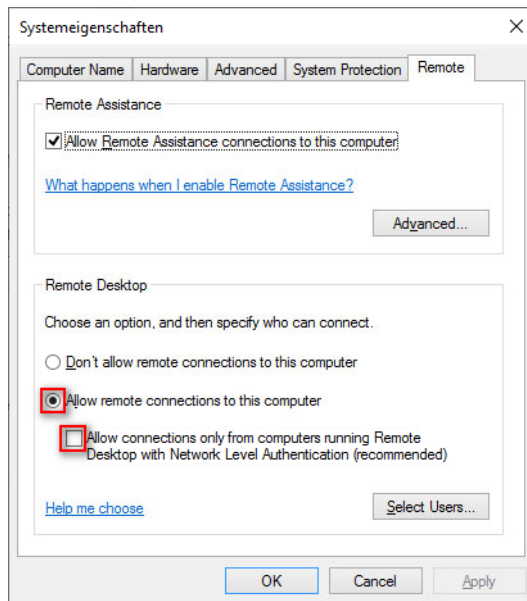 Systemeigenschaften
Computer Name Hardware Advanced System Protection Remote
Remote Assistance
Allow Remote Assistance connections to this computer
What happens when I enable Remote Assistance?
Advanced...
Remote Desktop
Choose an option, and then specify who can connect.
Don't allow remote connections to this computer
Allow remote connections to this computer
Allow connections only from computers running Remote
Desktop with Network Level Authentication (recommended)
Help me choose Select Users...
OK Cancel Apply